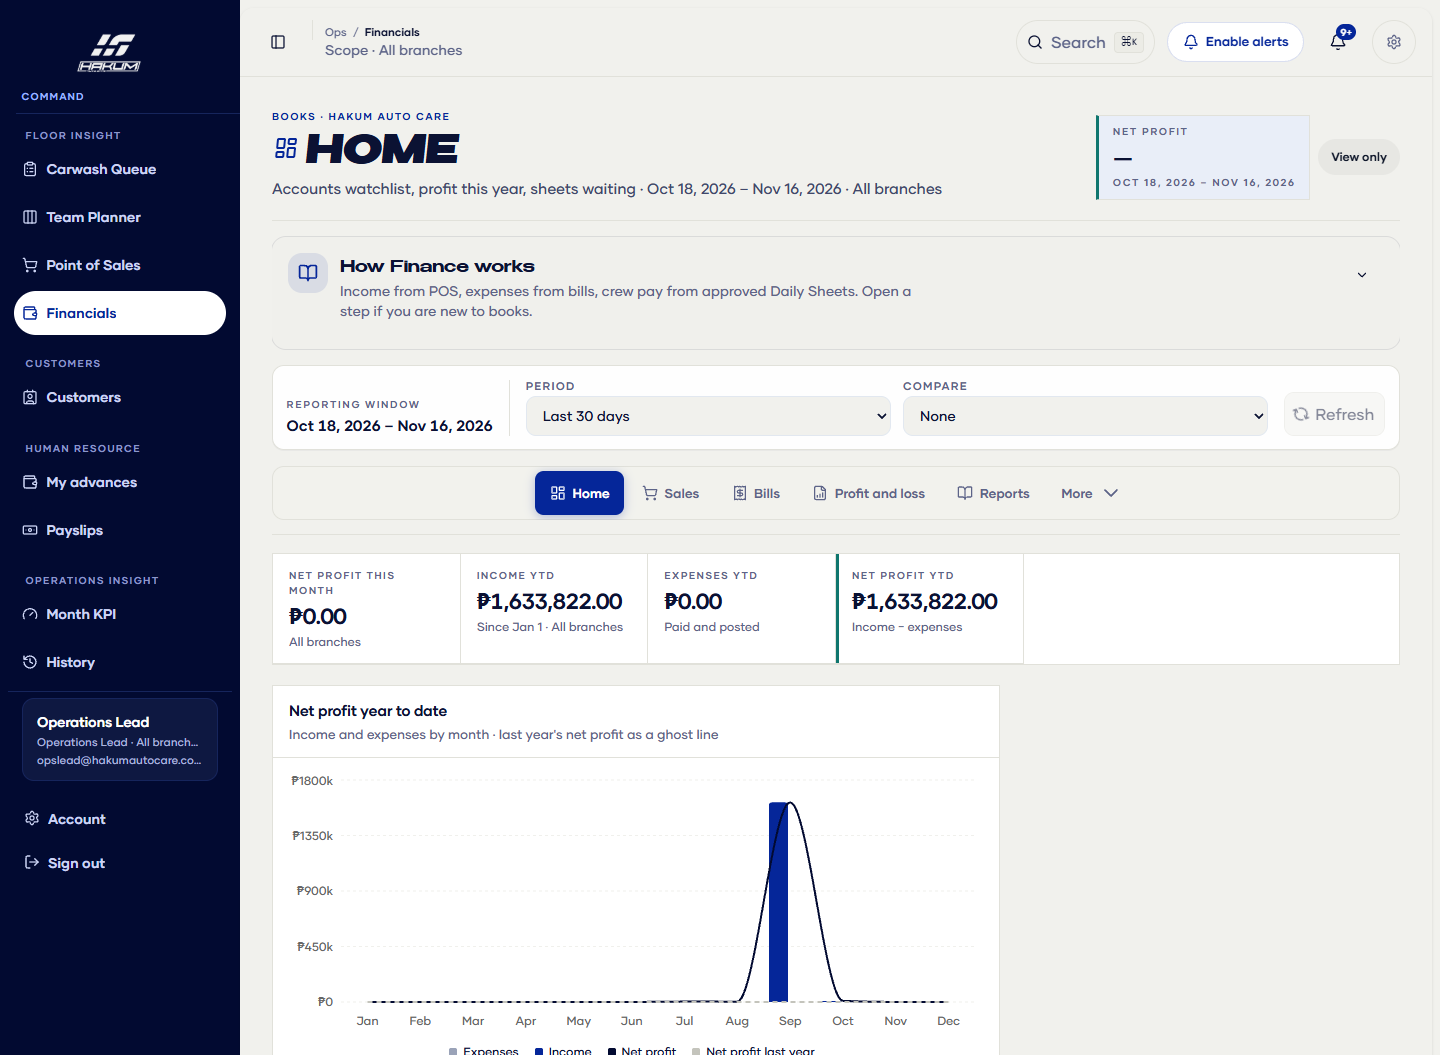 HAKUM
COMMAND
FLOOR INSIGHT
Carwash Queue
Team Planner
Point of Sales
Financials
CUSTOMERS
Customers
HUMAN RESOURCE
My advances
Payslips
OPERATIONS INSIGHT
Month KPI
History
Operations Lead
Operations Lead · All branch...
opslead@hakumautocare.co...
Account
Sign out
Ops / Financials
Scope · All branches
Search ⌘K
Enable alerts
9+
BOOKS · HAKUM AUTO CARE
HOME
Accounts watchlist, profit this year, sheets waiting · Oct 18, 2026 – Nov 16, 2026 · All branches
NET PROFIT
—
OCT 18, 2026 – NOV 16, 2026
View only
How Finance works
Income from POS, expenses from bills, crew pay from approved Daily Sheets. Open a
step if you are new to books.
REPORTING WINDOW
Oct 18, 2026 – Nov 16, 2026
PERIOD
Last 30 days
COMPARE
None
Refresh
Home
Sales
Bills
Profit and loss
Reports
More
NET PROFIT THIS
MONTH
₱0.00
All branches
INCOME YTD
₱1,633,822.00
Since Jan 1 · All branches
EXPENSES YTD
₱0.00
Paid and posted
NET PROFIT YTD
₱1,633,822.00
Income − expenses
Net profit year to date
Income and expenses by month · last year's net profit as a ghost line
₱1800k
₱1350k
₱900k
₱450k
₱0
Jan Feb Mar Apr May Jun Jul Aug Sep Oct Nov Dec
Expenses Income Net profit Net profit last year